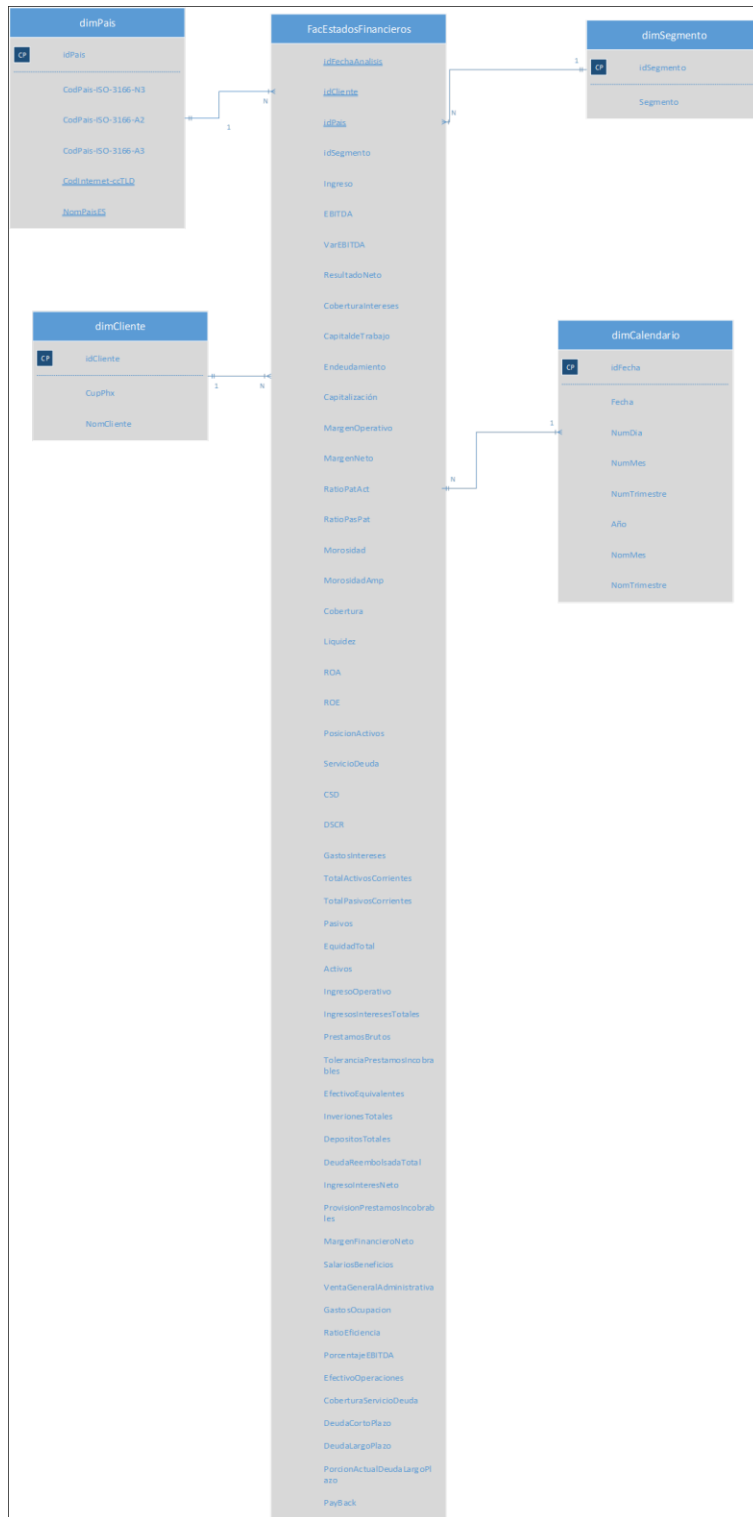 dimPais
CP idPais
CodPais-ISO-3166-N3
CodPais-ISO-3166-A2
CodPais-ISO-3166-A3
CodInternet-ccTLD
NomPaisES
1
N
FacEstadosFinancieros
idFechaAnalisis
idCliente
idPais
idSegmento
Ingreso
EBITDA
VarEBITDA
ResultadoNeto
CoberturaIntereses
CapitaldeTrabajo
Endeudamiento
Capitalización
MargenOperativo
MargenNeto
RatioPatAct
RatioPasPat
Morosidad
MorosidadAmp
Cobertura
Liquidez
ROA
ROE
PosicionActivos
ServicioDeuda
CSD
DSCR
GastosIntereses
TotalActivosCorrientes
TotalPasivosCorrientes
Pasivos
EquidadTotal
Activos
IngresoOperativo
IngresosInteresesTotales
PrestamosBrutos
ToleranciaPrestamosIncobra
bles
EfectivoEquivalentes
InverionesTotales
DepositosTotales
DeudaReembolsadaTotal
IngresoInteresNeto
ProvisionPrestamosIncobrab
les
MargenFinancieroNeto
SalariosBeneficios
VentaGeneralAdministrativa
GastosOcupacion
RatioEficiencia
PorcentajeEBITDA
EfectivoOperaciones
CoberturaServicioDeuda
DeudaCortoPlazo
DeudaLargoPlazo
PorcionActualDeudaLargoPl
azo
PayBack
dimSegmento
CP idSegmento
Segmento
1
N
dimCliente
CP idCliente
CupPhx
NomCliente
1
N
dimCalendario
CP idFecha
Fecha
NumDia
NumMes
NumTrimestre
Año
NomMes
NomTrimestre
1
N